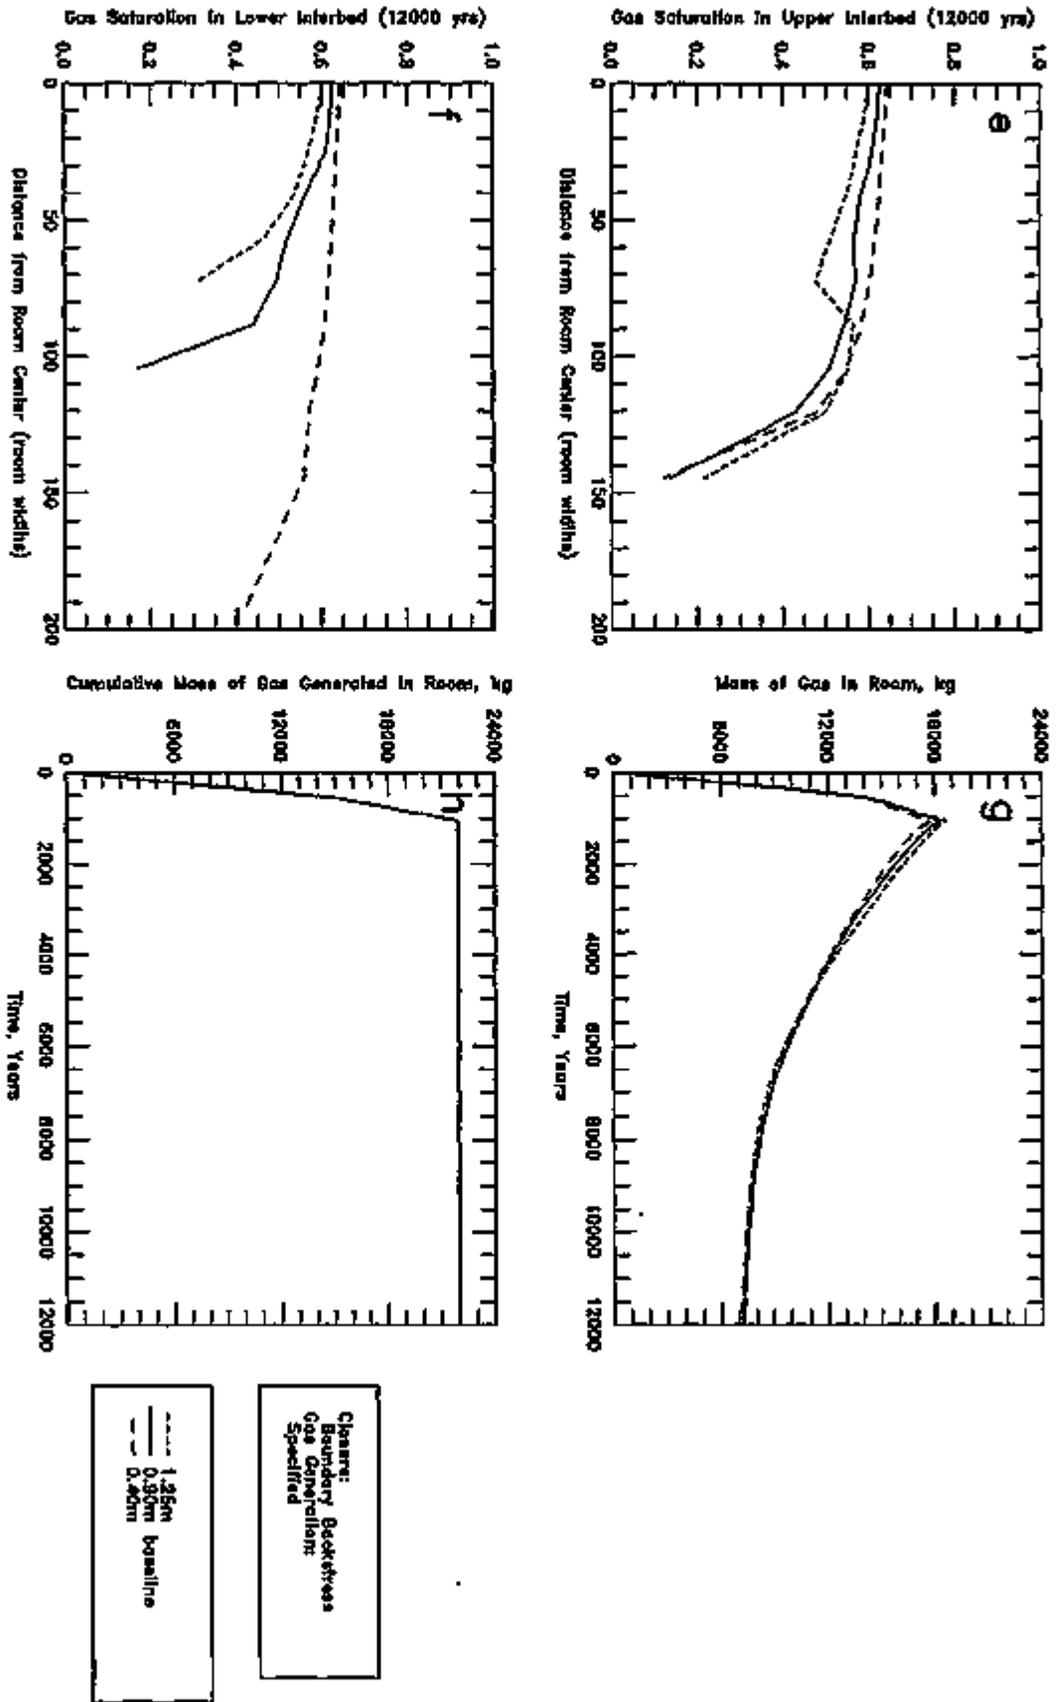 Gas Saturation in Upper Interbed (12000 yrs)
1.0
0.8
0.6
0.4
0.2
0.0
e
0 50 100 150 200
Distance from Room Center (room widths)
Mass of Gas in Room, kg
24000
18000
12000
6000
0
g
0 2000 4000 6000 8000 10000 12000
Time, Years
Gas Saturation in Lower Interbed (12000 yrs)
1.0
0.8
0.6
0.4
0.2
0.0
f
0 50 100 150 200
Distance from Room Center (room widths)
Cumulative Mass of Gas Generated in Room, kg
24000
18000
12000
6000
0
h
0 2000 4000 6000 8000 10000 12000
Time, Years
Closure:
Boundary Backstress
Gas Generation:
Specified
1.25m
0.90m baseline
0.40m